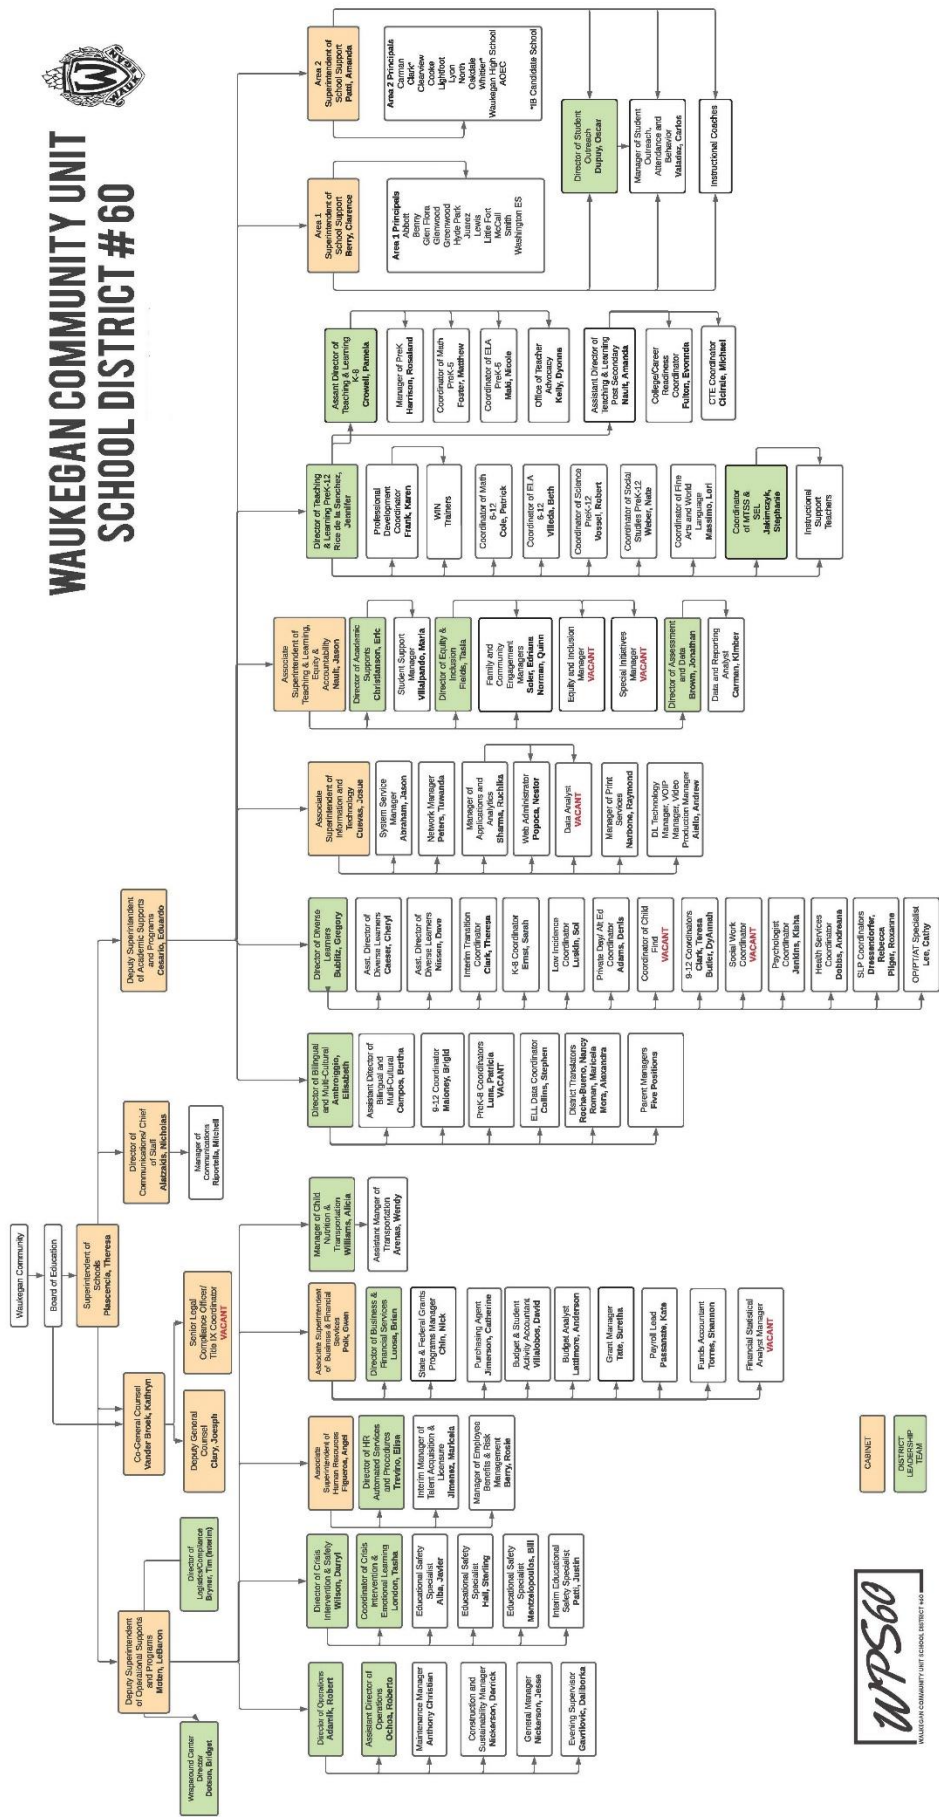 WAUKEGAN COMMUNITY UNIT
SCHOOL DISTRICT # 60
Waukegan Community
Board of Education
Superintendent of
Schools
Plascencia, Theresa
Co-General Counsel
Vander Broek, Kathryn
Deputy General
Counsel
Clary, Joesph
Senior Legal
Compliance Officer/
Title IX Coordinator
VACANT
Director of
Communications/ Chief
of Staff
Alatzakis, Nicholas
Manager of
Communications
Riportella, Mitchell
Deputy Superintendent
of Operational Supports
and Programs
Moten, LeBaron
Wraparound Center
Director
Dotson, Bridget
Director of
Logistics/Compliance
Bryner, Tim (Interim)
Deputy Superintendent
of Academic Supports
and Programs
Cesario, Eduardo
Director of Operations
Adamik, Robert
Assistant Director of
Operations
Ochoa, Roberto
Maintenance Manager
Anthony Christian
Construction and
Sustainability Manager
Nickerson, Derrick
General Manager
Nickerson, Jesse
Evening Supervisor
Gavrilovic, Daliborka
Director of Crisis
Intervention & Safety
Wilson, Darryl
Coordinator of Crisis
Intervention &
Emotional Learning
London, Tasha
Educational Safety
Specialist
Alba, Javier
Educational Safety
Specialist
Hall, Sterling
Educational Safety
Specialist
Mentzelopoulos, Bill
Interim Educational
Safety Specialist
Patti, Justin
Associate
Superintendent of
Human Resources
Figueroa, Angel
Director of HR
Automated Services
and Procedures
Trevino, Elisa
Interim Manager of
Talent Acquisition &
Licensure
Jimenez, Maricela
Manager of Employee
Benefits & Risk
Management
Berry, Rosie
Associate Superintendent
of Business & Financial
Services
Polk, Gwen
Director of Business &
Financial Services
Luosa, Brian
State & Federal Grants
Programs Manager
Chin, Nick
Purchasing Agent
Jimerson, Catherine
Budget & Student
Activity Accountant
Villalobos, David
Budget Analyst
Lattimore, Anderson
Grant Manager
Tate, Suretha
Payroll Lead
Passanate, Kate
Funds Accountant
Torres, Shanon
Financial Statistical
Analyst Manager
VACANT
Manager of Child
Nutrition &
Transportation
Williams, Alicia
Assistant Manger of
Transportation
Arenas, Wendy
Director of Bilingual
and Multi-Cultural
Ambroggio,
Elisabeth
Assistant Director of
Bilingual and
Multi-Cultural
Campos, Bertha
9-12 Coordinator
Maloney, Brigid
PreK-8 Coordinators
Luna, Patricia
VACANT
ELL Data Coordinator
Collins, Stephen
District Translators
Rocha-Bueno, Nancy
Roman, Maricela
Mora, Alexandra
Parent Managers
Five Positions
Director of Diverse
Learners
Bublitz, Gregory
Asst. Director of
Diverse Learners
Caesar, Cheryl
Asst. Director of
Diverse Learners
Nissen, Dave
Interim Transition
Coordinator
Clark, Theresa
K-8 Coordinator
Ernst, Sarah
Low Incidence
Coordinator
Luskin, Sol
Private Day/ Alt Ed
Coordinator
Adams, Denis
Coordinator of Child
Find
VACANT
9-12 Coordinators
Clark, Teresa
Butler, DyAnnah
Social Work
Coordinator
VACANT
Psychologist
Coordinator
Jenkins, Kisha
Health Services
Coordinator
Dobbs, Andreana
SLP Coordinators
Dressendorfer,
Rebecca
Pilger, Roxanne
OP/PT/AT Specialist
Lee, Cathy
Associate
Superintendent of
Information and
Technology
Cuevas, Josue
System Service
Manager
Abraham, Jason
Network Manager
Peters, Tuwanda
Manager of
Applications and
Analytics
Sharma, Ruchika
Web Administrator
Popoca, Nestor
Data Analyst
VACANT
Manager of Print
Services
Narbone, Raymond
DL Technology
Manager, VOIP
Manager, Video
Production Manager
Aiello, Andrew
Associate
Superintendent of
Teaching & Learning,
Equity &
Accountability
Nault, Jason
Director of Academic
Supports
Christianson, Eric
Student Support
Manager
Villalpando, Maria
Director of Equity &
Inclusion
Fields, Tasia
Family and
Community
Engagement
Managers
Soler, Edriana
Norman, Quinn
Equity and Inclusion
Manager
VACANT
Special Initiatives
Manager
VACANT
Director of Assessment
and Data
Brown, Jonathan
Data and Reporting
Analyst
Carman, Kimber
Director of Teaching
& Learning PreK-12
Rice de la Sanchez,
Jennifer
Professional
Development
Coordinator
Frank, Karen
WIN
Trainers
Coordinator of Math
6-12
Cole, Patrick
Coordinator of ELA
6-12
Villeda, Beth
Coordinator of Science
PreK-12
Vossel, Robert
Coordinator of Social
Studies PreK-12
Weber, Nate
Coordinator of Fine
Arts and World
Language
Massimo, Lori
Coordinator
of MTSS &
SEL
Jakimczyk,
Stephanie
Instructional
Support
Teachers
Assant Director of
Teaching & Learning
K-8
Crowell, Pamela
Manager of PreK
Harrison, Rosaland
Coordinator of Math
PreK-5
Foster, Matthew
Coordinator of ELA
PreK-5
Maki, Nicole
Office of Teacher
Advocacy
Kelly, Dyonna
Assistant Director of
Teaching & Learning
Post Secondary
Nault, Amanda
College/Career
Readiness
Coordinator
Fulton, Evonnda
CTE Coordinator
Cicirale, Michael
Area 1
Superintendent of
School Support
Berry, Clarence
Area 1 Principals
Abbott
Benny
Glen Flora
Glenwood
Greenwood
Hyde Park
Juarez
Lewis
Little Fort
McCall
Smith
Washington ES
Area 2
Superintendent of
School Support
Patti, Amanda
Area 2 Principals
Carman
Clark*
Clearview
Cooke
Lightfoot
Lyon
North
Oakdale
Whittier*
Waukegan High School
AOEC
*IB Candidate School
Director of Student
Outreach
Dupuy, Oscar
Manager of Student
Outreach,
Attendance and
Behavior
Valadez, Carlos
Instructional Coaches
CABINET
DISTRICT
LEADERSHIP
TEAM
WPS60
WAUKEGAN COMMUNITY UNIT SCHOOL DISTRICT #60